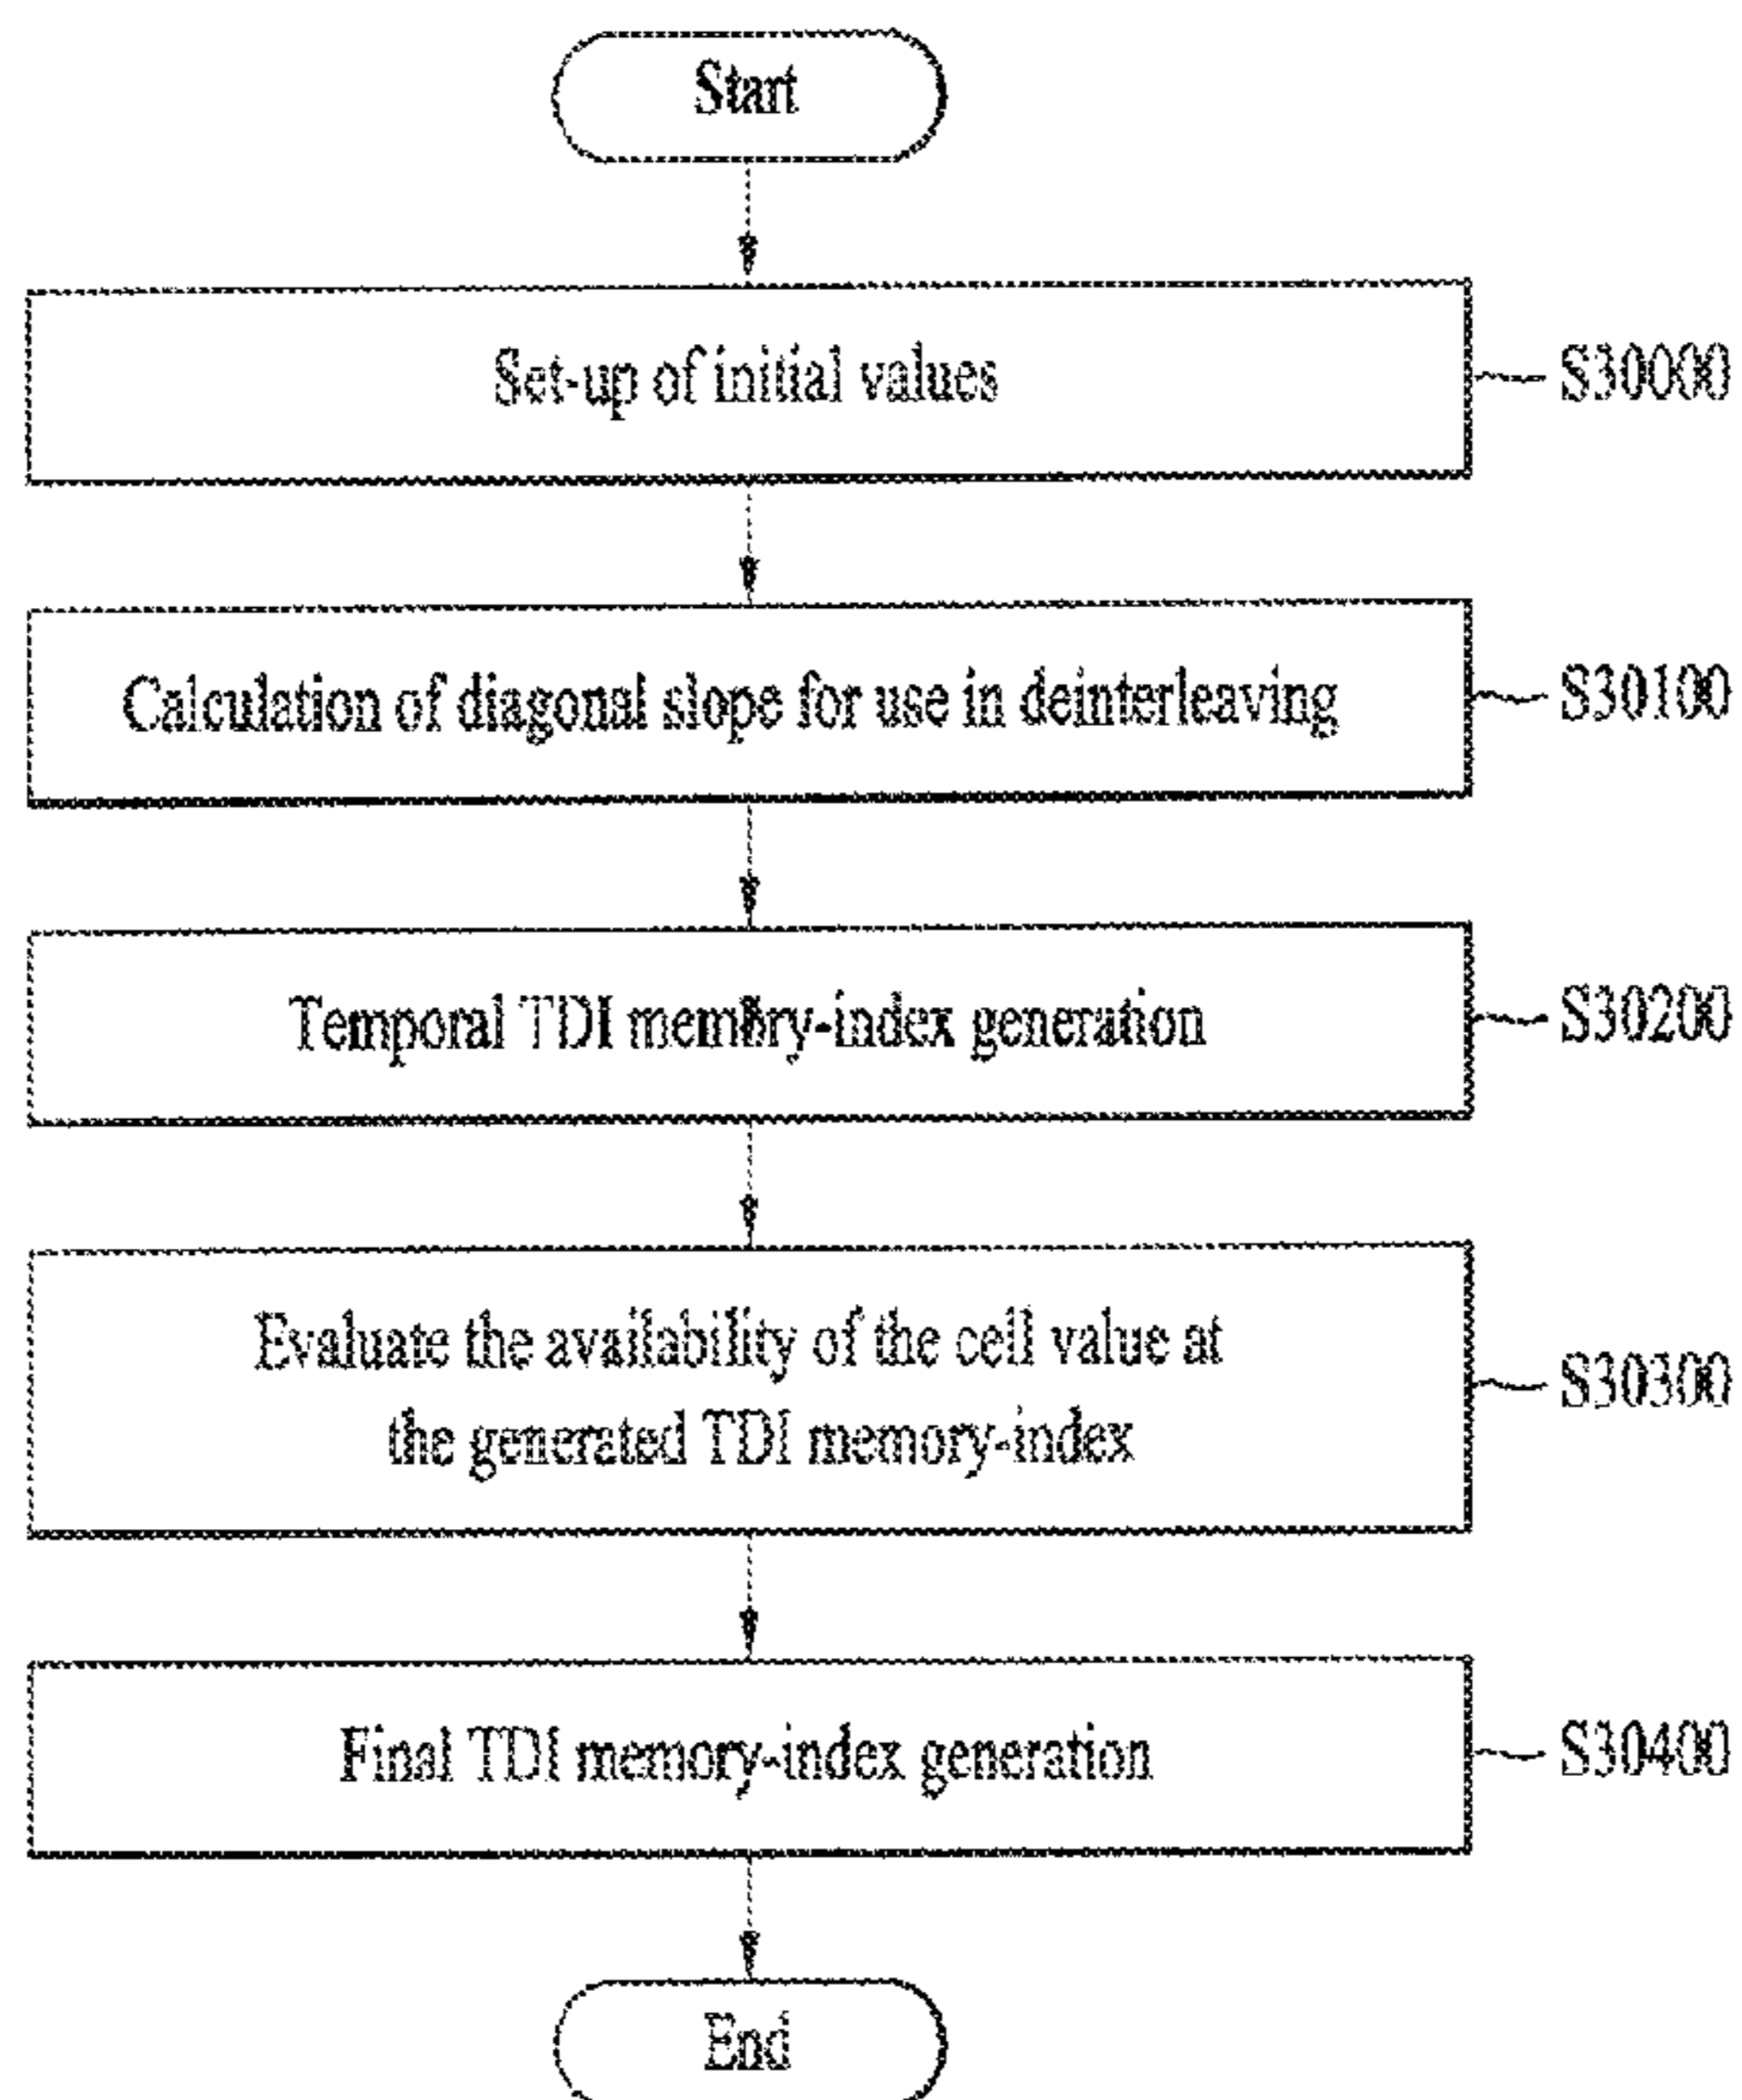 Start
Set-up of initial values
S30000
Calculation of diagonal slope for use in deinterleaving
S30100
Temporal TDI memory-index generation
S30200
Evaluate the availability of the cell value at
the generated TDI memory-index
S30300
Final TDI memory-index generation
S30400
End